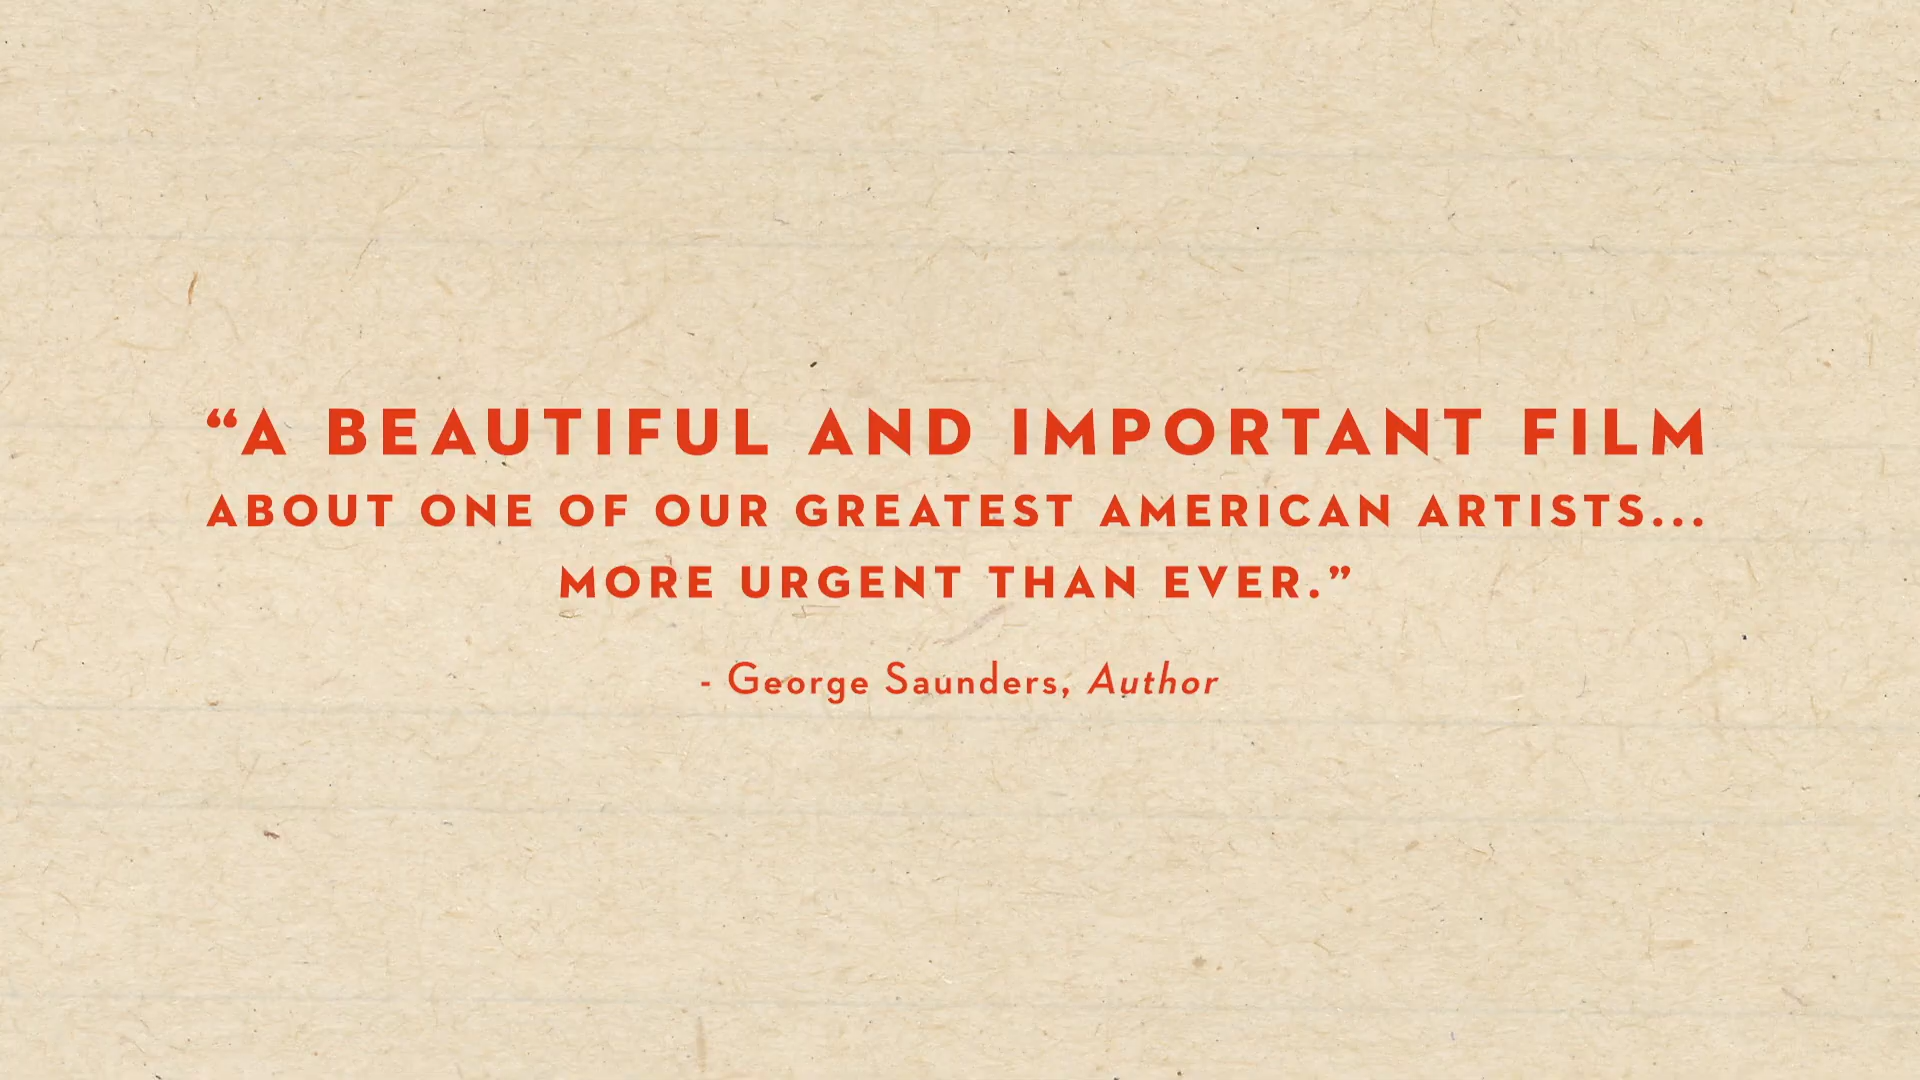 “A BEAUTIFUL AND IMPORTANT FILM
ABOUT ONE OF OUR GREATEST AMERICAN ARTISTS...
MORE URGENT THAN EVER.”
- George Saunders, Author